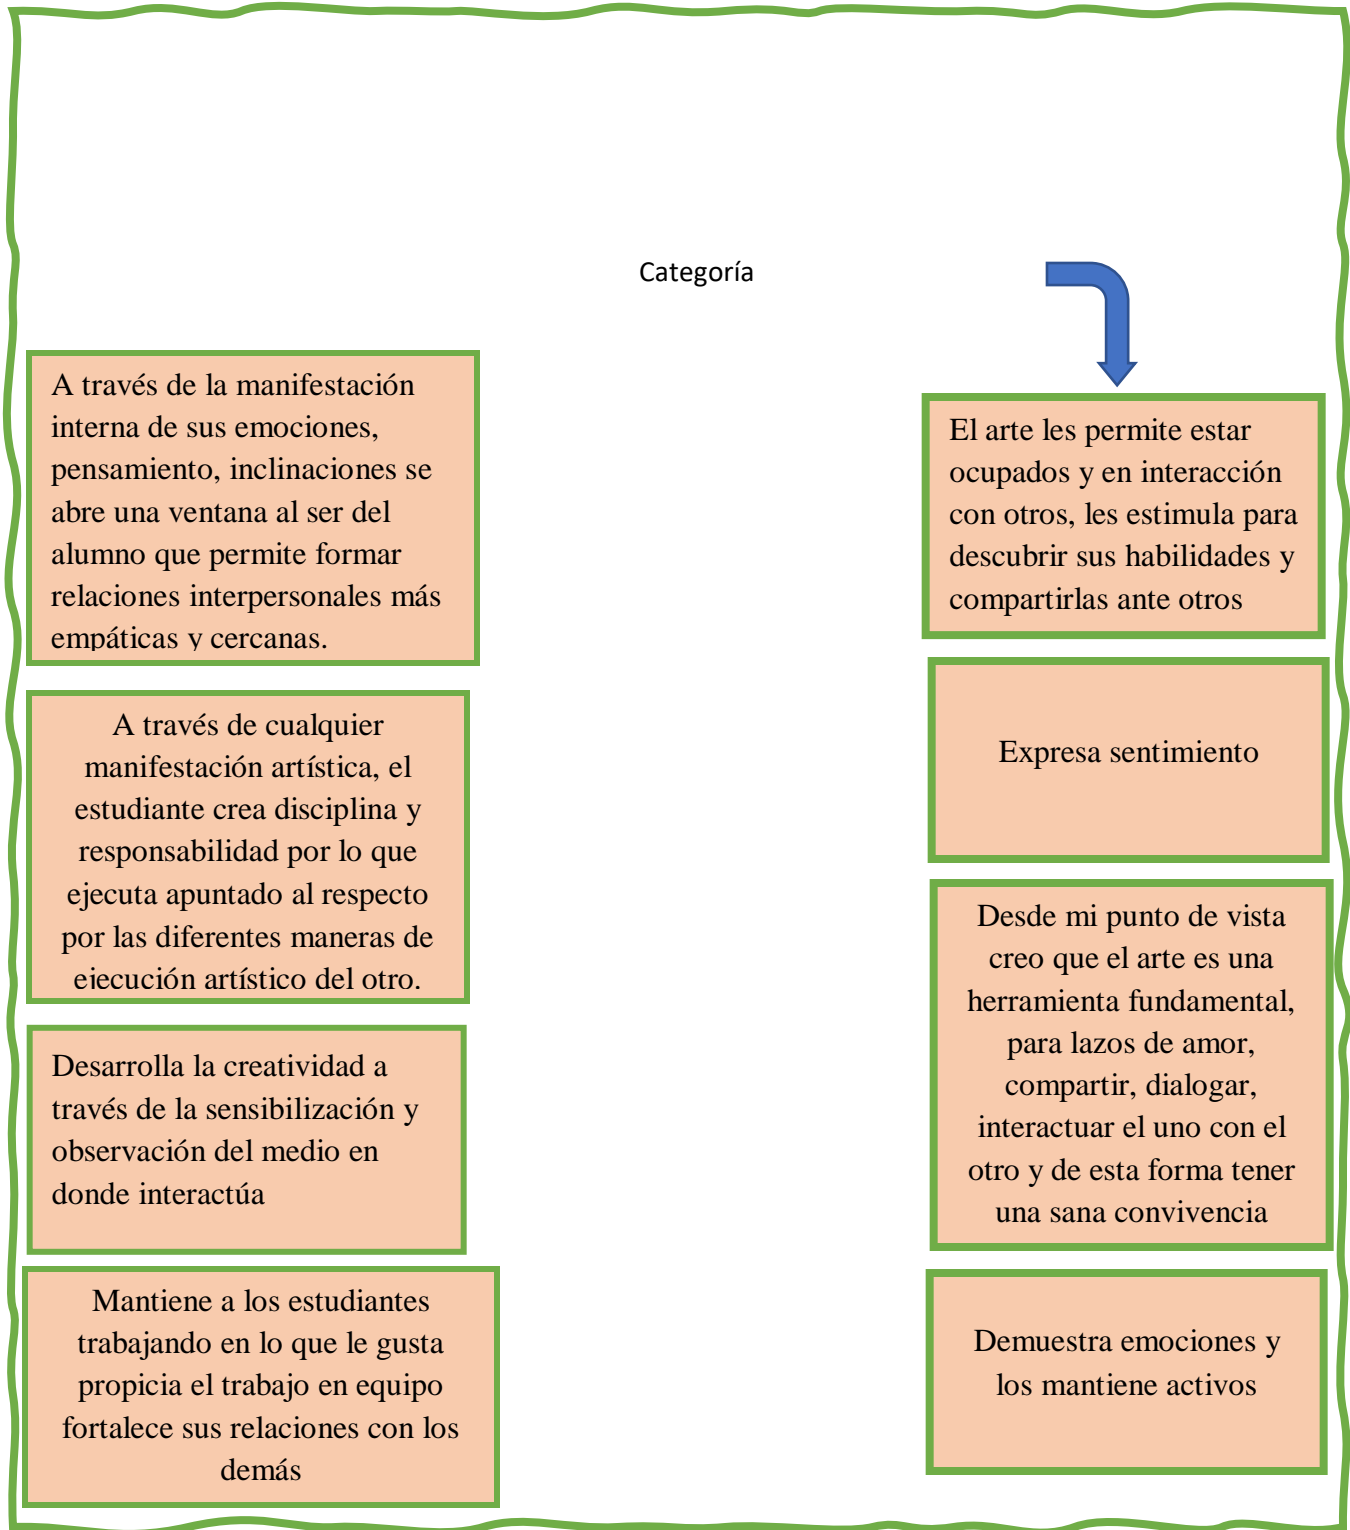 Categoría
A través de la manifestación
interna de sus emociones,
pensamiento, inclinaciones se
abre una ventana al ser del
alumno que permite formar
relaciones interpersonales más
empáticas y cercanas.
A través de cualquier
manifestación artística, el
estudiante crea disciplina y
responsabilidad por lo que
ejecuta apuntado al respecto
por las diferentes maneras de
ejecución artístico del otro.
Desarrolla la creatividad a
través de la sensibilización y
observación del medio en
donde interactúa
Mantiene a los estudiantes
trabajando en lo que le gusta
propicia el trabajo en equipo
fortalece sus relaciones con los
demás
El arte les permite estar
ocupados y en interacción
con otros, les estimula para
descubrir sus habilidades y
compartirlas ante otros
Expresa sentimiento
Desde mi punto de vista
creo que el arte es una
herramienta fundamental,
para lazos de amor,
compartir, dialogar,
interactuar el uno con el
otro y de esta forma tener
una sana convivencia
Demuestra emociones y
los mantiene activos